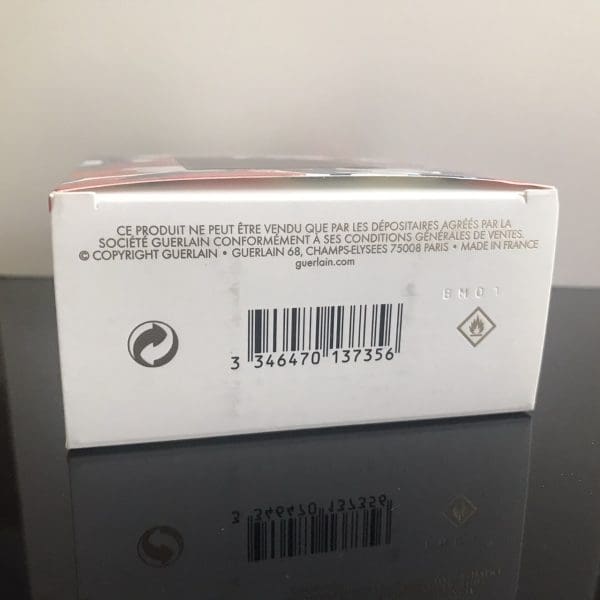 CE PRODUIT NE PEUT ÊTRE VENDU QUE PAR LES DÉPOSITAIRES AGRÉÉS PAR LA
SOCIÉTÉ GUERLAIN CONFORMÉMENT À SES CONDITIONS GÉNÉRALES DE VENTES.
© COPYRIGHT GUERLAIN • GUERLAIN 68, CHAMPS-ELYSEES 75008 PARIS • MADE IN FRANCE
guerlain.com
8M01
3 346470 137356